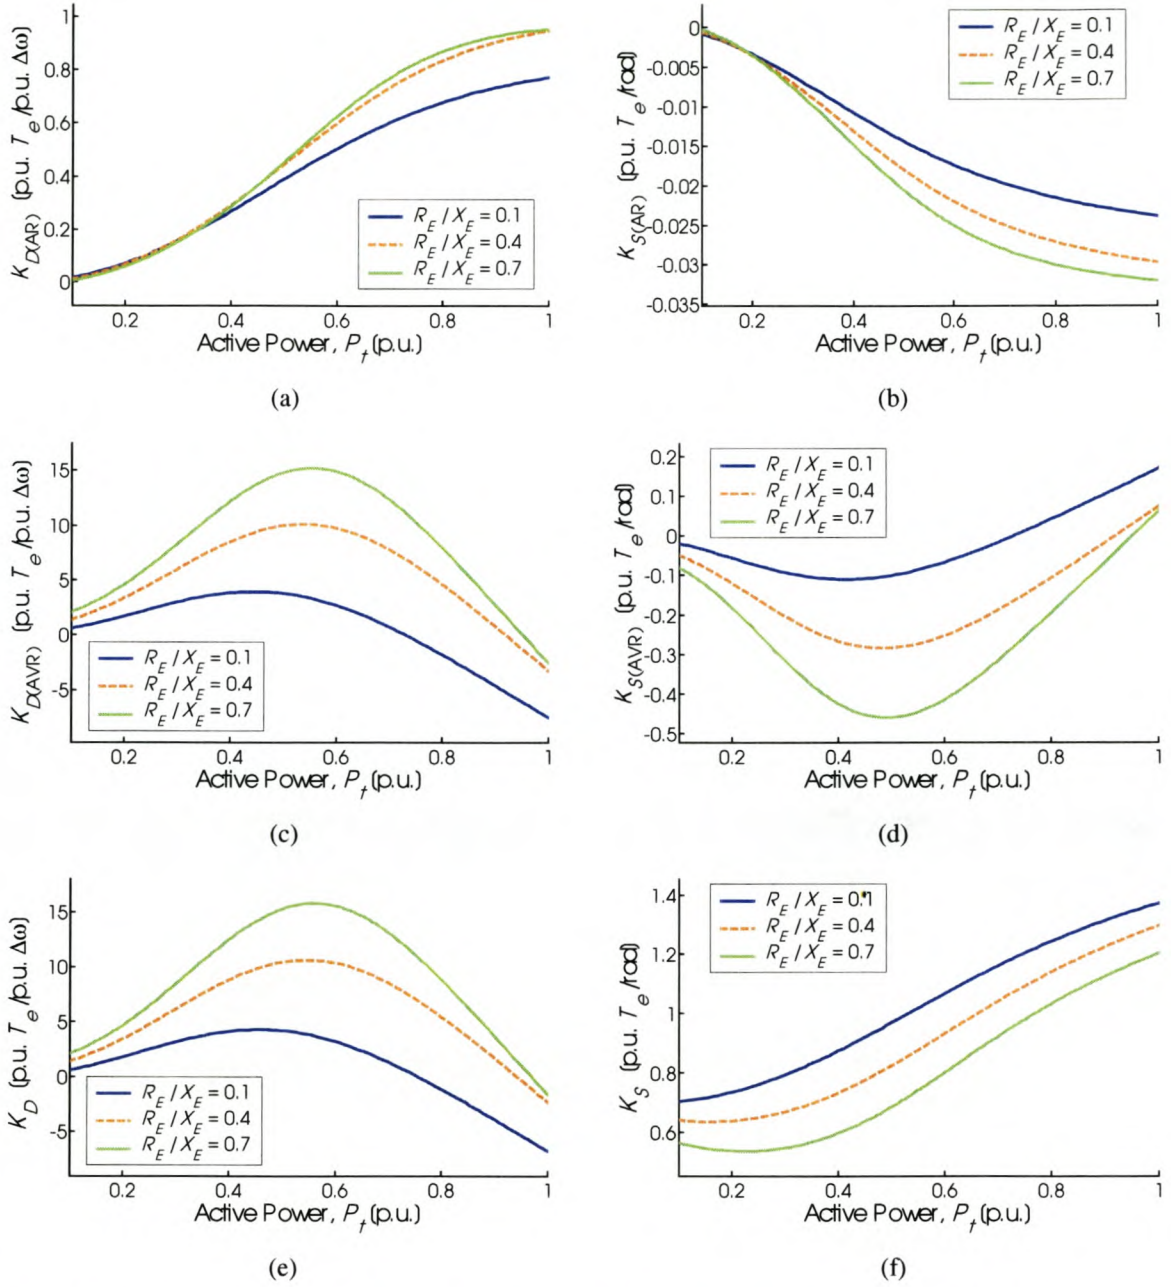 K_D(AR) (p.u. T_e/p.u. Δω)
1
0.8
0.6
0.4
0.2
0
R_E / X_E = 0.1
R_E / X_E = 0.4
R_E / X_E = 0.7
0.2 0.4 0.6 0.8 1
Active Power, P_t (p.u.)
(a)
K_S(AR) (p.u. T_e/rad)
0
-0.005
-0.01
-0.015
-0.02
-0.025
-0.03
-0.035
R_E / X_E = 0.1
R_E / X_E = 0.4
R_E / X_E = 0.7
0.2 0.4 0.6 0.8 1
Active Power, P_t (p.u.)
(b)
K_D(AVR) (p.u. T_e/p.u. Δω)
15
10
5
0
-5
R_E / X_E = 0.1
R_E / X_E = 0.4
R_E / X_E = 0.7
0.2 0.4 0.6 0.8 1
Active Power, P_t (p.u.)
(c)
K_S(AVR) (p.u. T_e/rad)
0.2
0.1
0
-0.1
-0.2
-0.3
-0.4
-0.5
R_E / X_E = 0.1
R_E / X_E = 0.4
R_E / X_E = 0.7
0.2 0.4 0.6 0.8 1
Active Power, P_t (p.u.)
(d)
K_D (p.u. T_e/p.u. Δω)
15
10
5
0
-5
R_E / X_E = 0.1
R_E / X_E = 0.4
R_E / X_E = 0.7
0.2 0.4 0.6 0.8 1
Active Power, P_t (p.u.)
(e)
K_S (p.u. T_e/rad)
1.4
1.2
1
0.8
0.6
R_E / X_E = 0.1
R_E / X_E = 0.4
R_E / X_E = 0.7
0.2 0.4 0.6 0.8 1
Active Power, P_t (p.u.)
(f)